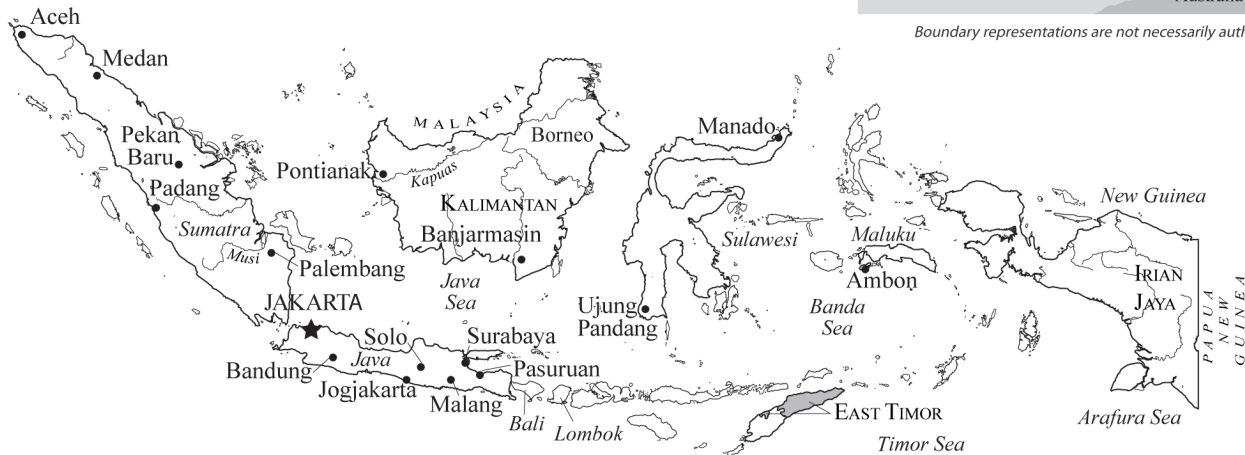 Australia
Boundary representations are not necessarily auth
Aceh
Medan
MALAYSIA
Borneo
Manado
Pekan
Baru
Pontianak
Kapuas
Padang
KALIMANTAN
New Guinea
Sumatra
Banjarmasin
Sulawesi
Maluku
Musi
Palembang
Java
Sea
Ambon
IRIAN
JAYA
JAKARTA
Ujung
Pandang
Banda
Sea
PAPUA
NEW
GUINEA
Solo
Surabaya
Java
Bandung
Pasuruan
Jogjakarta
Malang
Bali
Lombok
EAST TIMOR
Timor Sea
Arafura Sea